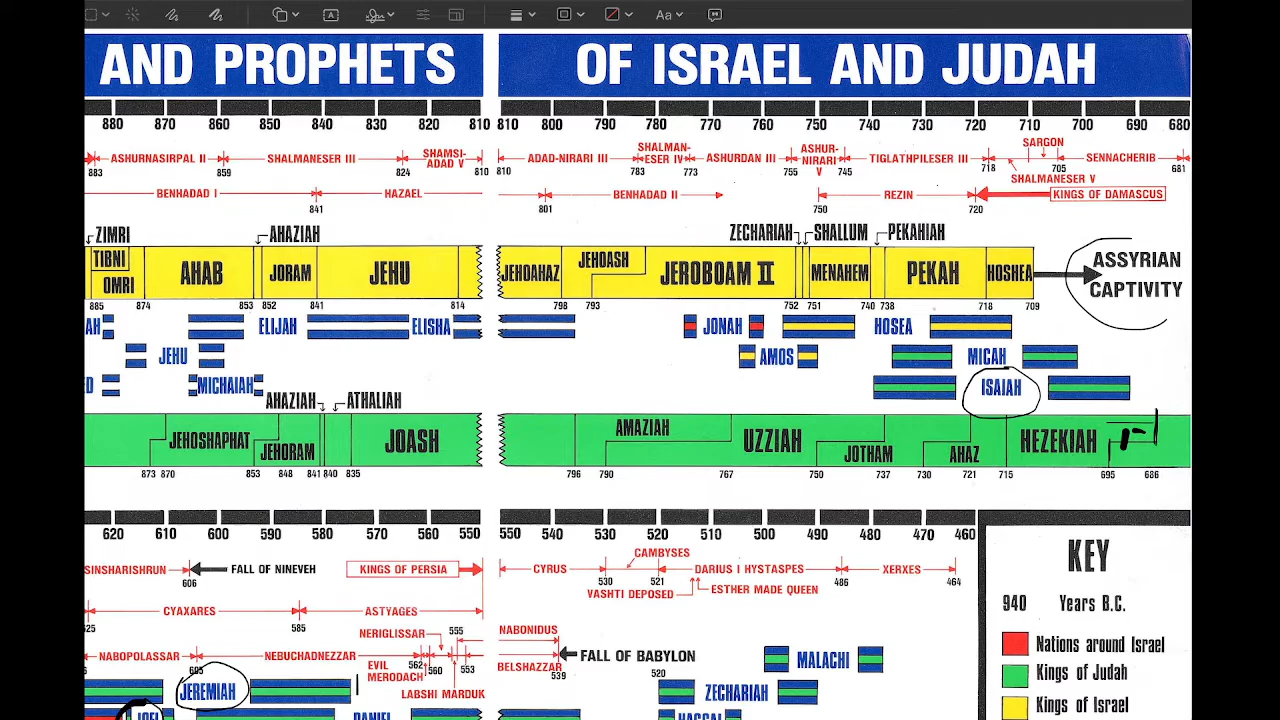 Aa
AND PROPHETS OF ISRAEL AND JUDAH
880 870 860 850 840 830 820 810 810 800 790 780 770 760 750 740 730 720 710 700 690 680
ASHURNASIRPAL II SHALMANESER III SHAMSI-
ADAD V ADAD-NIRARI III SHALMAN-
ESER IV ASHURDAN III ASHUR-
NIRARI
V TIGLATHPILESER III SARGON SENNACHERIB
883 859 824 810 810 783 773 755 745 718 705 681
SHALMANESER V
BENHADAD I HAZAEL BENHADAD II REZIN KINGS OF DAMASCUS
841 801 750 720
ZIMRI AHAZIAH ZECHARIAH SHALLUM PEKAHIAH
TIBNI
OMRI AHAB JORAM JEHU JEHOAHAZ JEHOASH JEROBOAM II MENAHEM PEKAH HOSHEA ASSYRIAN
CAPTIVITY
885 874 853 852 841 814 798 793 752 751 740 738 718 709
AH ELIJAH ELISHA JONAH HOSEA
JEHU AMOS MICAH
D MICHAIAH ISAIAH
AHAZIAH ATHALIAH
JEHOSHAPHAT JEHORAM JOASH AMAZIAH UZZIAH JOTHAM AHAZ HEZEKIAH
873 870 853 848 841 840 835 796 790 767 750 737 730 721 715 695 686
620 610 600 590 580 570 560 550 550 540 530 520 510 500 490 480 470 460
SINSHARISHRUN FALL OF NINEVEH KINGS OF PERSIA CYRUS CAMBYSES DARIUS I HYSTASPES XERXES
606 530 521 486 464
VASHTI DEPOSED ESTHER MADE QUEEN
CYAXARES ASTYAGES
625 585
NERIGLISSAR 555 NABONIDUS
NABOPOLASSAR NEBUCHADNEZZAR FALL OF BABYLON
605 EVIL
MERODACH 562 560 553 BELSHAZZAR 539 520
LABSHI MARDUK
MALACHI
JEREMIAH ZECHARIAH
JOEL DANIEL HAGGAI
KEY
940 Years B.C.
Nations around Israel
Kings of Judah
Kings of Israel